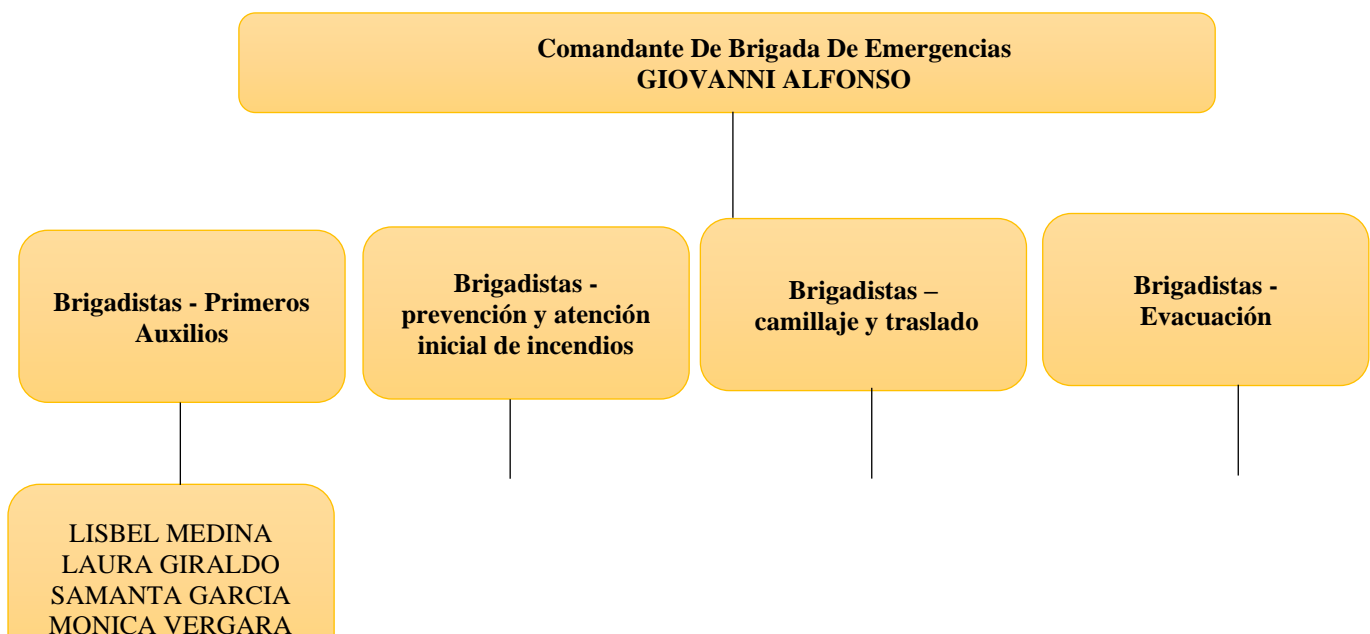 Comandante De Brigada De Emergencias
GIOVANNI ALFONSO
Brigadistas - Primeros
Auxilios
Brigadistas -
prevención y atención
inicial de incendios
Brigadistas –
camillaje y traslado
Brigadistas -
Evacuación
LISBEL MEDINA
LAURA GIRALDO
SAMANTA GARCIA
MONICA VERGARA